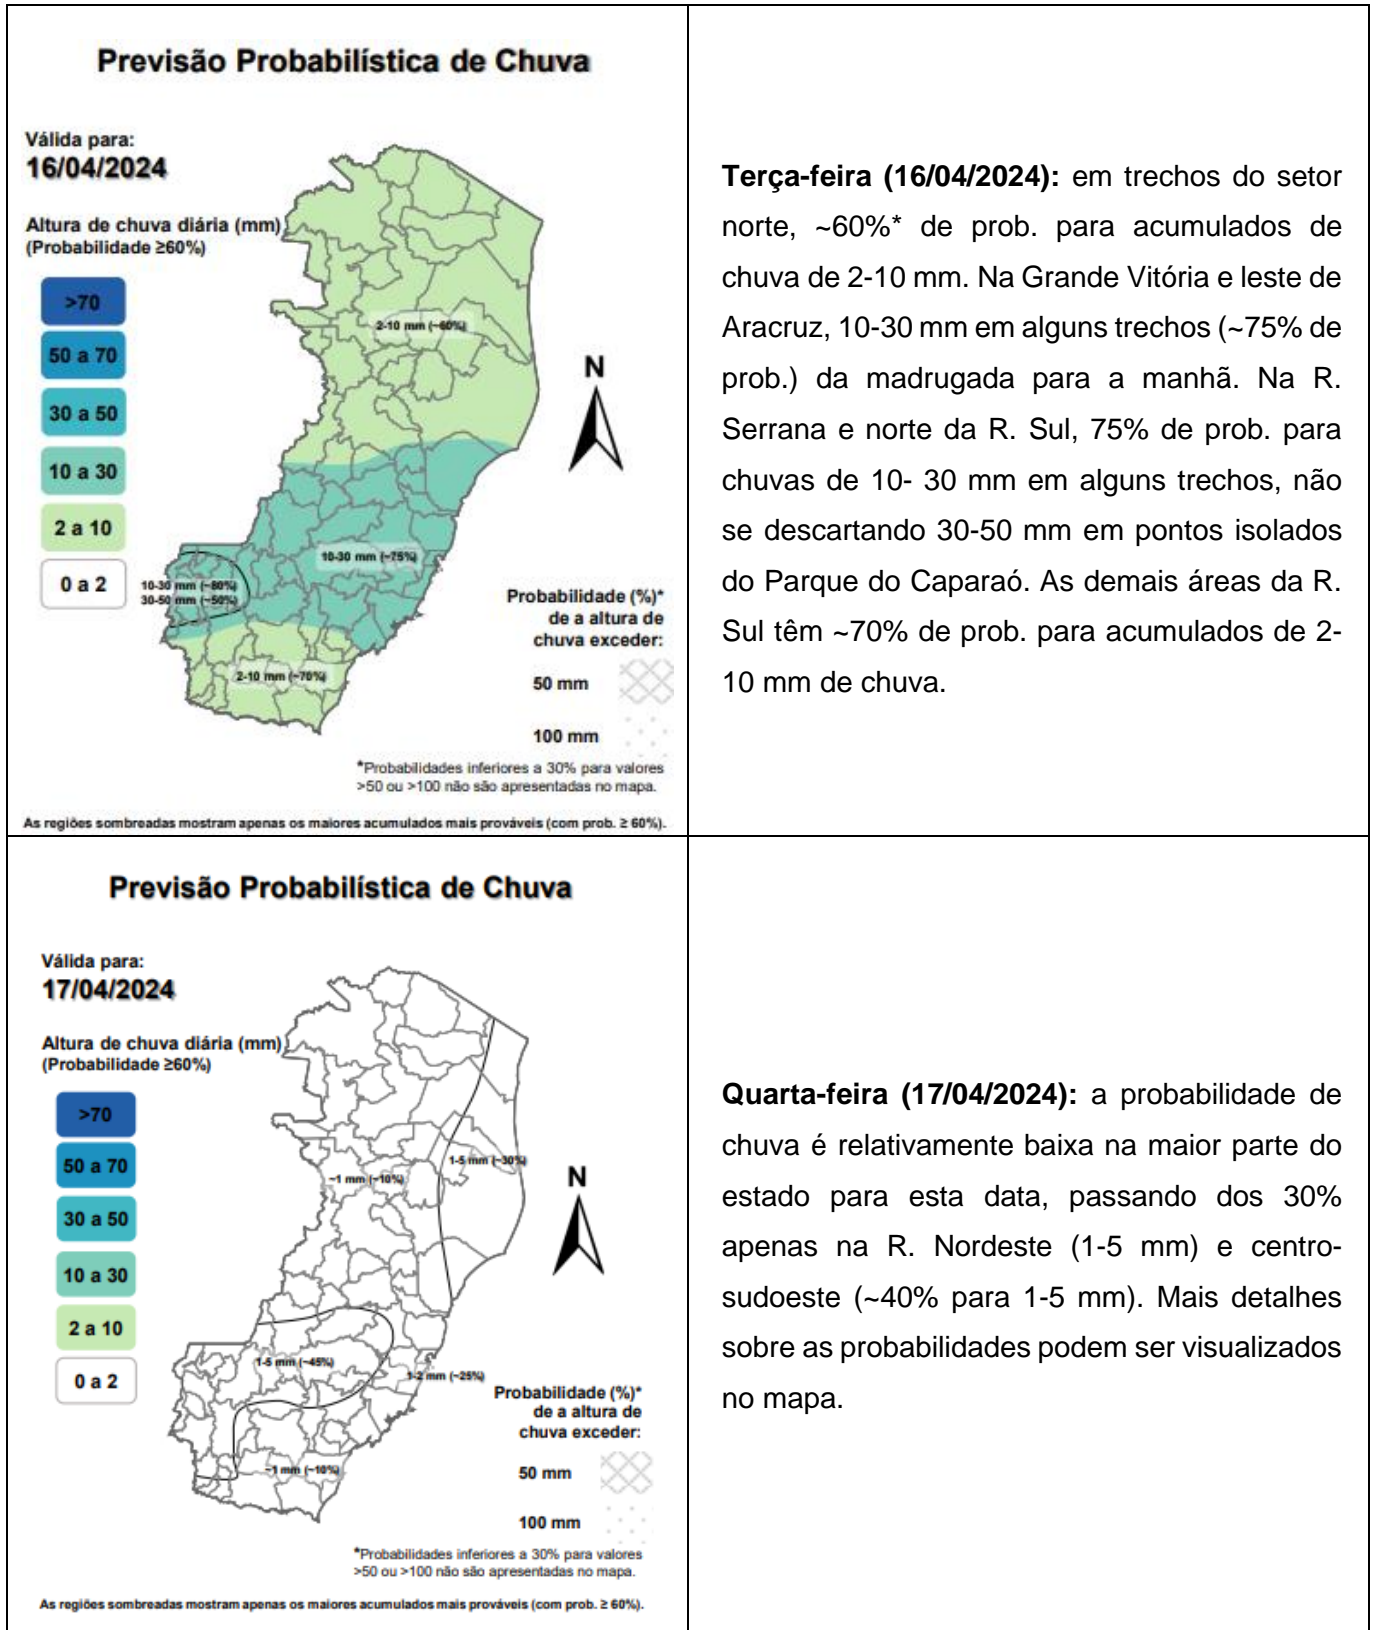 Previsão Probabilística de Chuva
Válida para:
16/04/2024
Altura de chuva diária (mm)
(Probabilidade ≥60%)
>70
50 a 70
30 a 50
10 a 30
2 a 10
0 a 2
2-10 mm (~60%)
10-30 mm (~75%)
10-30 mm (~80%)
30-50 mm (~50%)
2-10 mm (~70%)
N
Probabilidade (%)*
de a altura de
chuva exceder:
50 mm
100 mm
*Probabilidades inferiores a 30% para valores
>50 ou >100 não são apresentadas no mapa.
As regiões sombreadas mostram apenas os maiores acumulados mais prováveis (com prob. ≥ 60%).
Terça-feira (16/04/2024): em trechos do setor
norte, ~60%* de prob. para acumulados de
chuva de 2-10 mm. Na Grande Vitória e leste de
Aracruz, 10-30 mm em alguns trechos (~75% de
prob.) da madrugada para a manhã. Na R.
Serrana e norte da R. Sul, 75% de prob. para
chuvas de 10- 30 mm em alguns trechos, não
se descartando 30-50 mm em pontos isolados
do Parque do Caparaó. As demais áreas da R.
Sul têm ~70% de prob. para acumulados de 2-
10 mm de chuva.
Previsão Probabilística de Chuva
Válida para:
17/04/2024
Altura de chuva diária (mm)
(Probabilidade ≥60%)
>70
50 a 70
30 a 50
10 a 30
2 a 10
0 a 2
1-5 mm (~30%)
~1 mm (~10%)
1-5 mm (~45%)
1-2 mm (~25%)
~1 mm (~10%)
N
Probabilidade (%)*
de a altura de
chuva exceder:
50 mm
100 mm
*Probabilidades inferiores a 30% para valores
>50 ou >100 não são apresentadas no mapa.
As regiões sombreadas mostram apenas os maiores acumulados mais prováveis (com prob. ≥ 60%).
Quarta-feira (17/04/2024): a probabilidade de
chuva é relativamente baixa na maior parte do
estado para esta data, passando dos 30%
apenas na R. Nordeste (1-5 mm) e centro-
sudoeste (~40% para 1-5 mm). Mais detalhes
sobre as probabilidades podem ser visualizados
no mapa.